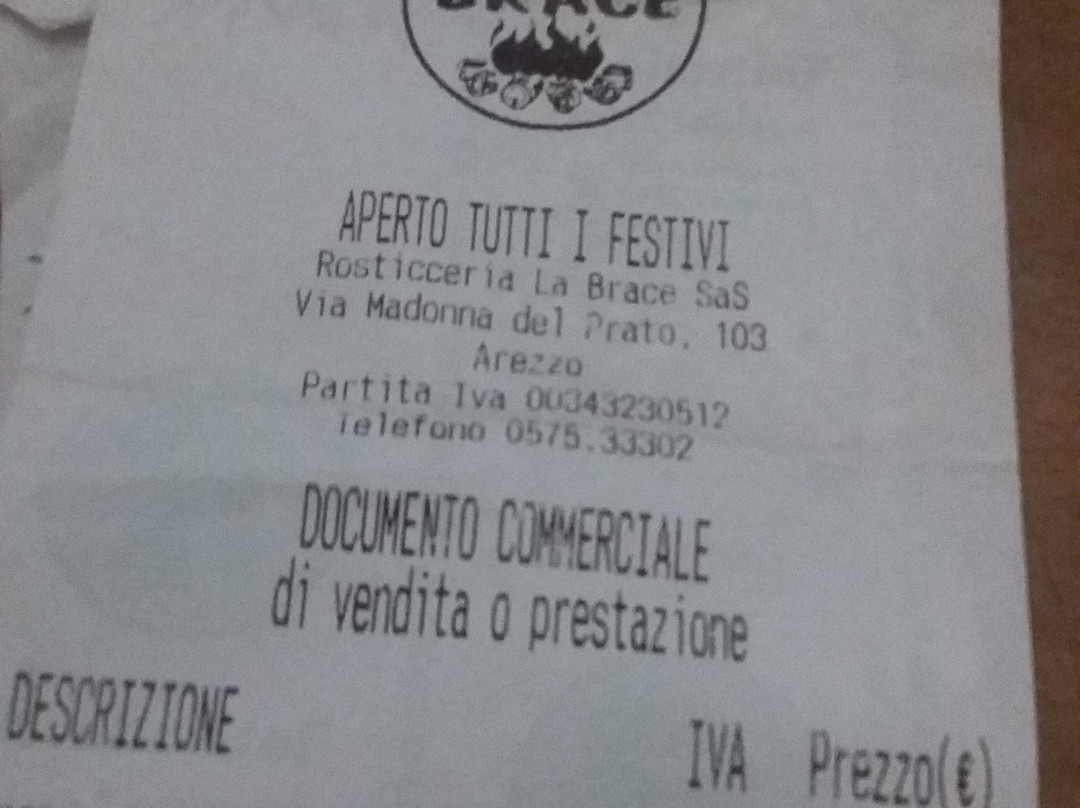 BRACE
APERTO TUTTI I FESTIVI
Rosticceria La Brace SaS
Via Madonna del Prato, 103
Arezzo
Partita Iva 00343230512
Telefono 0575.33302
DOCUMENTO COMMERCIALE
di vendita o prestazione
DESCRIZIONE IVA Prezzo(€)